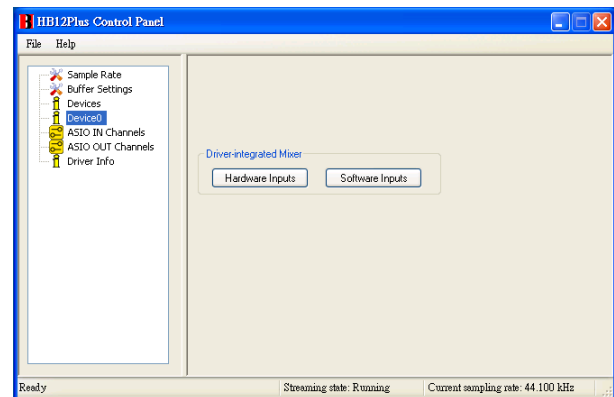 HB12Plus Control Panel
File Help
Sample Rate
Buffer Settings
Devices
Device0
ASIO IN Channels
ASIO OUT Channels
Driver Info
Driver-integrated Mixer
Hardware Inputs Software Inputs
Ready Streaming state: Running Current sampling rate: 44.100 kHz